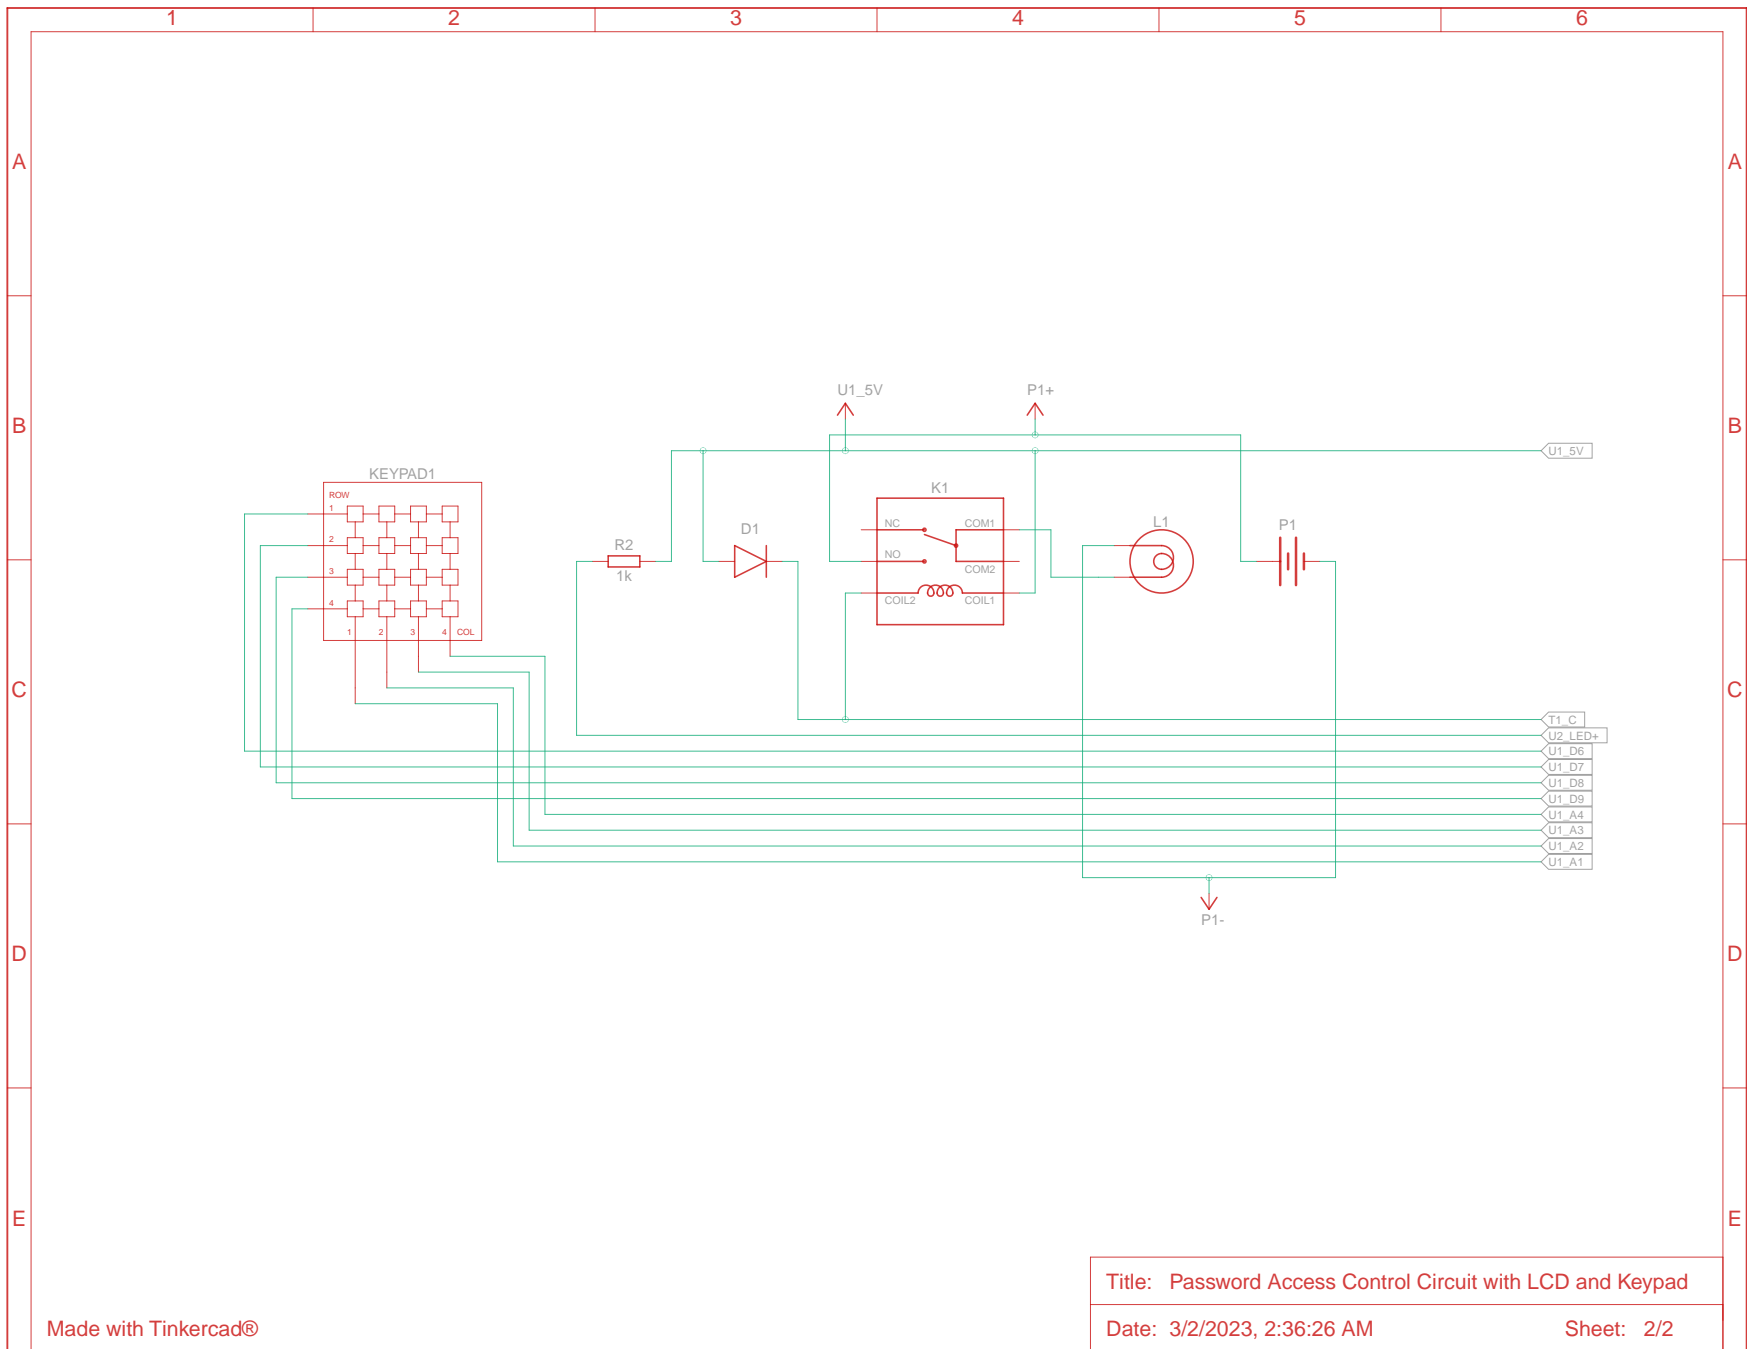 1 2 3 4 5 6
A A
U1_5V P1+
B B
U1_5V
KEYPAD1
K1
ROW
1
NC COM1 L1 P1
D1
2 R2
NO
COM2
3 1k
COIL2 COIL1
4
1 2 3 4 COL
C C
T1_C
U2_LED+
U1_D6
U1_D7
U1_D8
U1_D9
U1_A4
U1_A3
U1_A2
U1_A1
P1-
D D
E E
Title: Password Access Control Circuit with LCD and Keypad
Made with Tinkercad® Date: 3/2/2023, 2:36:26 AM Sheet: 2/2